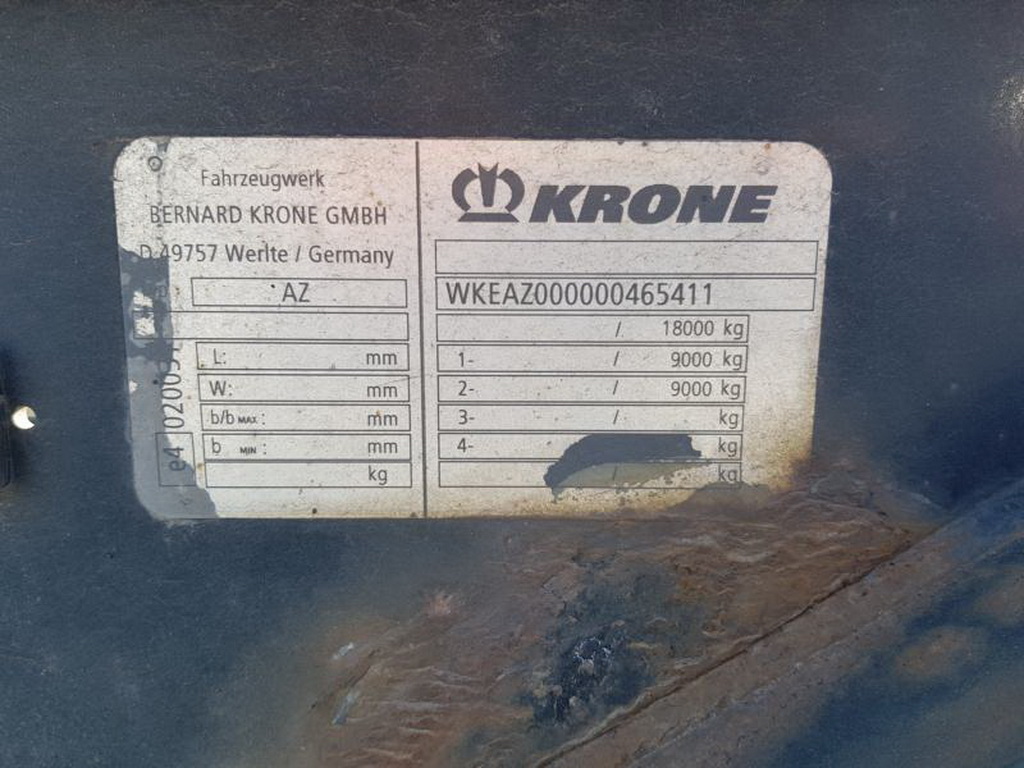 Fahrzeugwerk
BERNARD KRONE GMBH
D 49757 Werlte / Germany
AZ
L: mm
W: mm
b/b MAX : mm
b MIN : mm
kg
e4
KRONE
WKEAZ000000465411
/ 18000 kg
1- / 9000 kg
2- / 9000 kg
3- / kg
4- kg
/ kg